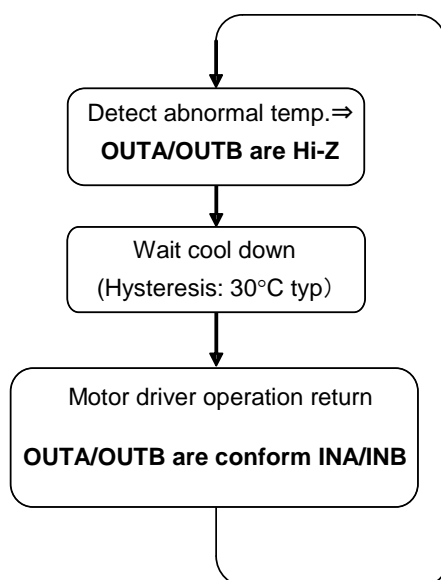 Detect abnormal temp.⇒
OUTA/OUTB are Hi-Z
Wait cool down
(Hysteresis: 30°C typ）
Motor driver operation return
OUTA/OUTB are conform INA/INB